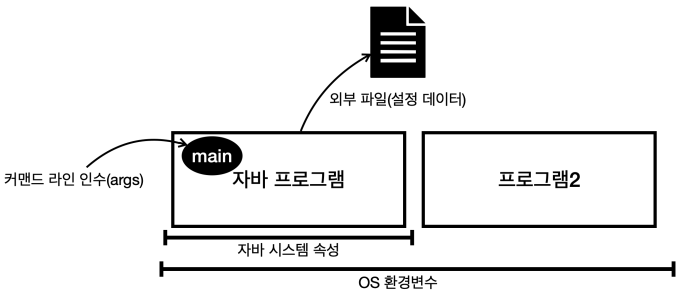 외부 파일(설정 데이터)
main
커맨드 라인 인수(args)
자바 프로그램
프로그램2
자바 시스템 속성
OS 환경변수